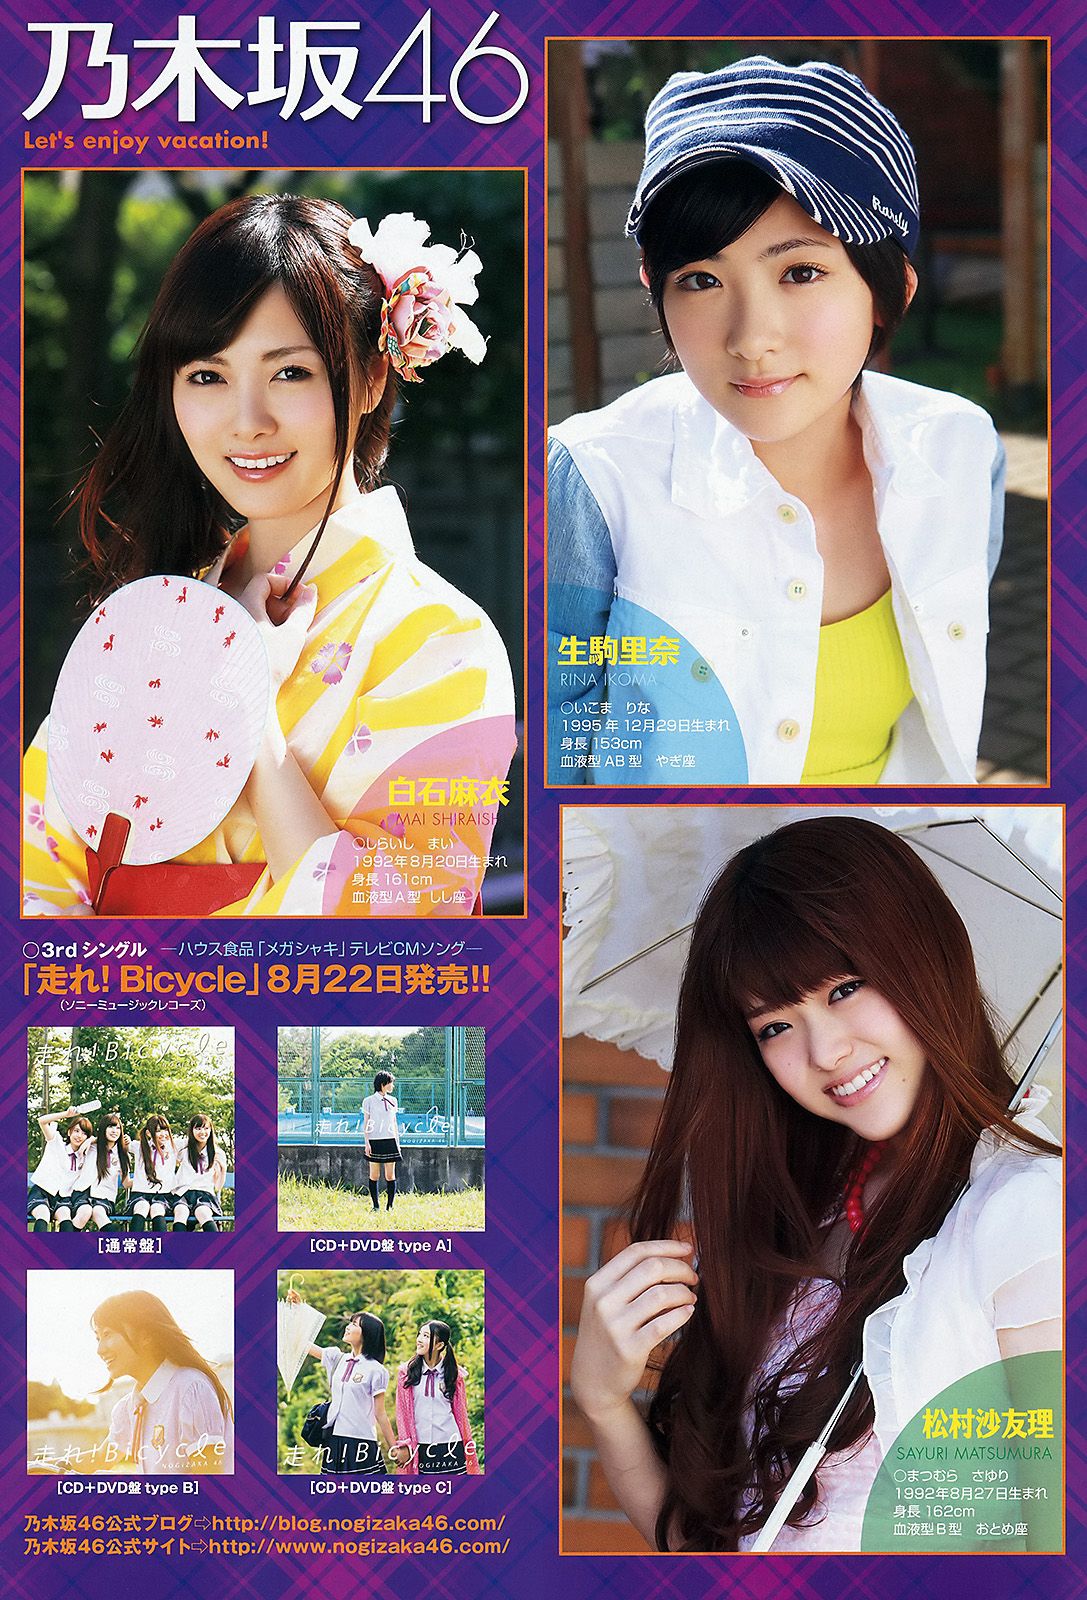 乃木坂46
Let's enjoy vacation!
Rarely
生駒里奈
RINA IKOMA
○いこま りな
1995年12月29日生まれ
身長153cm
血液型AB型 やぎ座
白石麻衣
MAI SHIRAISHI
○しらいし まい
1992年8月20日生まれ
身長161cm
血液型A型 しし座
○3rdシングル ―ハウス食品「メガシャキ」テレビCMソング―
「走れ! Bicycle」8月22日発売!!
(ソニーミュージックレコーズ)
走れ!Bicycle
[通常盤]
走れ!Bicycle
NOGIZAKA 46
[CD+DVD盤 type A]
走れ!Bicycle
NOGIZAKA 46
[CD+DVD盤 type B]
走れ!Bicycle
NOGIZAKA 46
[CD+DVD盤 type C]
乃木坂46公式ブログ⇨http://blog.nogizaka46.com/
乃木坂46公式サイト⇨http://www.nogizaka46.com/
松村沙友理
SAYURI MATSUMURA
○まつむら さゆり
1992年8月27日生まれ
身長162cm
血液型B型 おとめ座